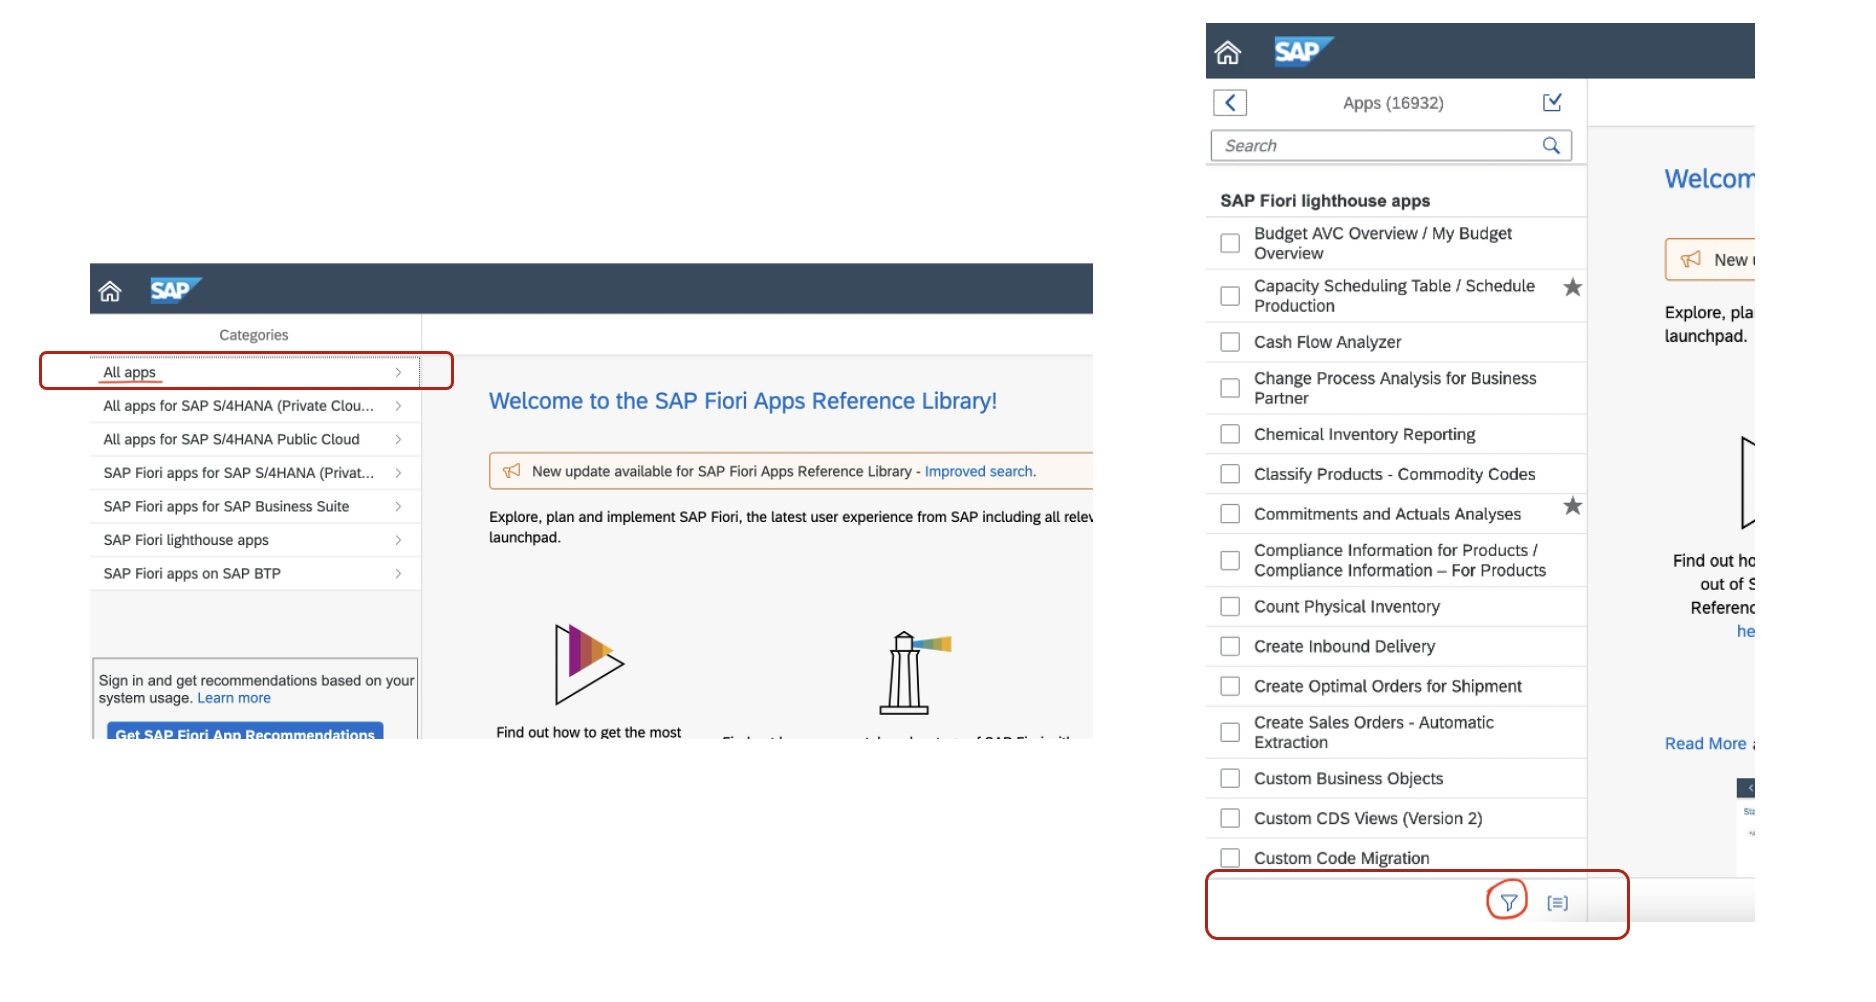 SAP
Categories
All apps
All apps for SAP S/4HANA (Private Clou...
All apps for SAP S/4HANA Public Cloud
SAP Fiori apps for SAP S/4HANA (Privat...
SAP Fiori apps for SAP Business Suite
SAP Fiori lighthouse apps
SAP Fiori apps on SAP BTP
Sign in and get recommendations based on your
system usage. Learn more
Get SAP Fiori App Recommendations
Welcome to the SAP Fiori Apps Reference Library!
New update available for SAP Fiori Apps Reference Library - Improved search.
Explore, plan and implement SAP Fiori, the latest user experience from SAP including all relev
launchpad.
Find out how to get the most
SAP
Apps (16932)
Search
SAP Fiori lighthouse apps
Budget AVC Overview / My Budget
Overview
Capacity Scheduling Table / Schedule
Production
Cash Flow Analyzer
Change Process Analysis for Business
Partner
Chemical Inventory Reporting
Classify Products - Commodity Codes
Commitments and Actuals Analyses
Compliance Information for Products /
Compliance Information – For Products
Count Physical Inventory
Create Inbound Delivery
Create Optimal Orders for Shipment
Create Sales Orders - Automatic
Extraction
Custom Business Objects
Custom CDS Views (Version 2)
Custom Code Migration
Welcom
New
Explore, pla
launchpad.
Find out ho
out of S
Referenc
he
Read More